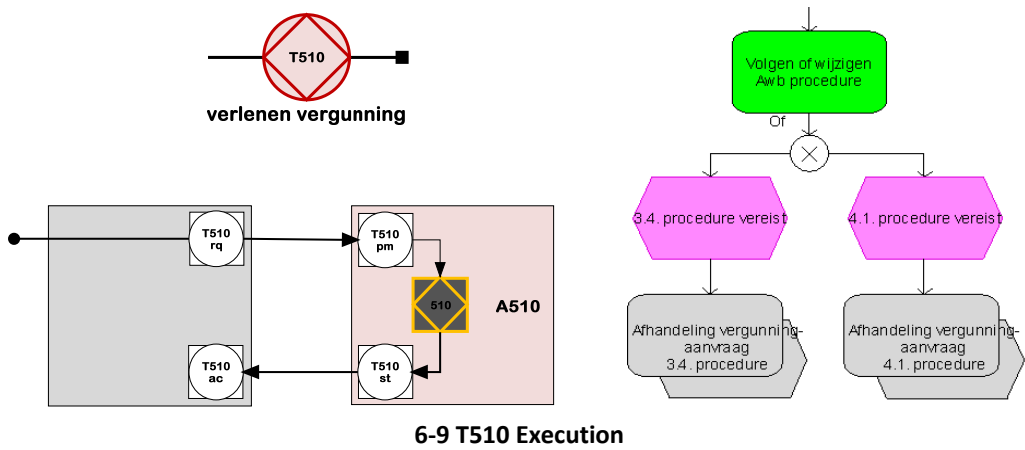 T510
verlenen vergunning
T510
rq
T510
pm
510
A510
T510
ac
T510
st
Volgen of wijzigen
Awb procedure
Of
3.4. procedure vereist
4.1. procedure vereist
Afhandeling vergunning-
aanvraag
3.4. procedure
Afhandeling vergunning-
aanvraag
4.1. procedure
6-9 T510 Execution